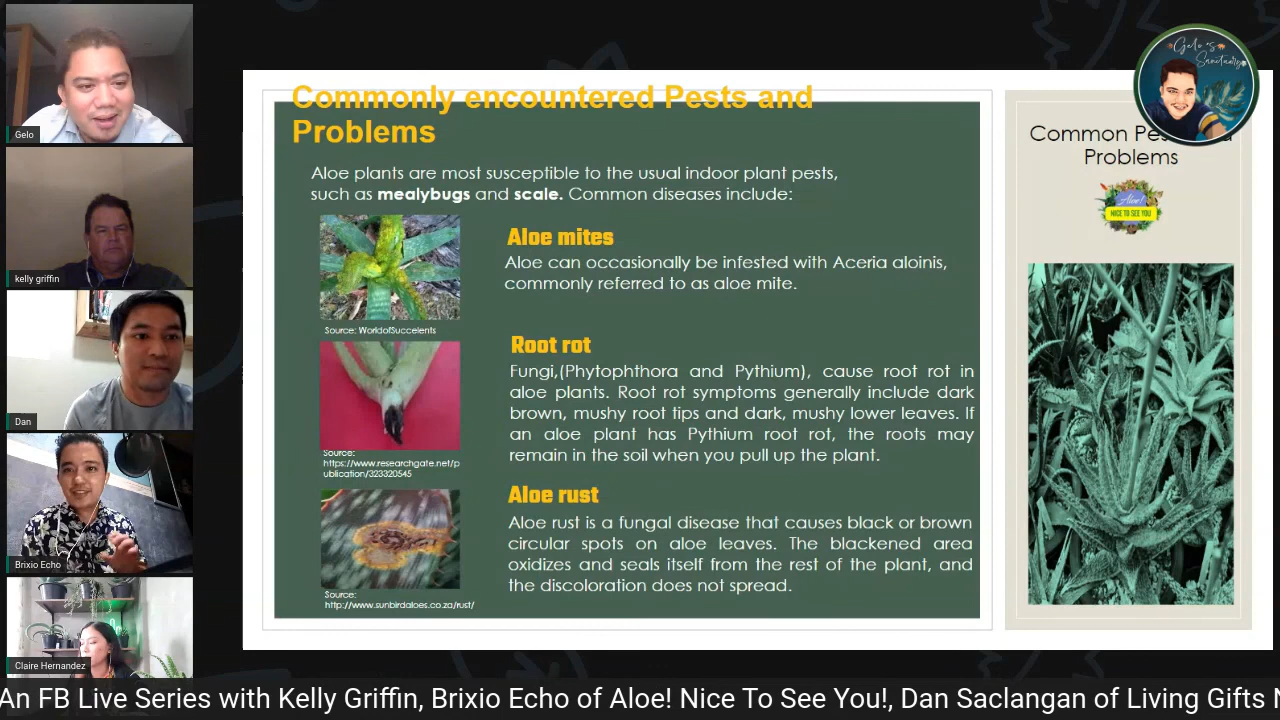 Gelo
kelly griffin
Dan
Brixio Echo
Claire Hernandez
Commonly encountered Pests and
Problems
Aloe plants are most susceptible to the usual indoor plant pests,
such as mealybugs and scale. Common diseases include:
Aloe mites
Aloe can occasionally be infested with Aceria aloinis,
commonly referred to as aloe mite.
Source: WorldofSuccelents
Root rot
Fungi,(Phytophthora and Pythium), cause root rot in
aloe plants. Root rot symptoms generally include dark
brown, mushy root tips and dark, mushy lower leaves. If
an aloe plant has Pythium root rot, the roots may
remain in the soil when you pull up the plant.
Source:
https://www.researchgate.net/p
ublication/323320545
Aloe rust
Aloe rust is a fungal disease that causes black or brown
circular spots on aloe leaves. The blackened area
oxidizes and seals itself from the rest of the plant, and
the discoloration does not spread.
Source:
http://www.sunbirdaloes.co.za/rust/
Gelo's
Sanctuary
Common Pe
Problems
Aloe!
NICE TO SEE YOU
An FB Live Series with Kelly Griffin, Brixio Echo of Aloe! Nice To See You!, Dan Saclangan of Living Gifts N